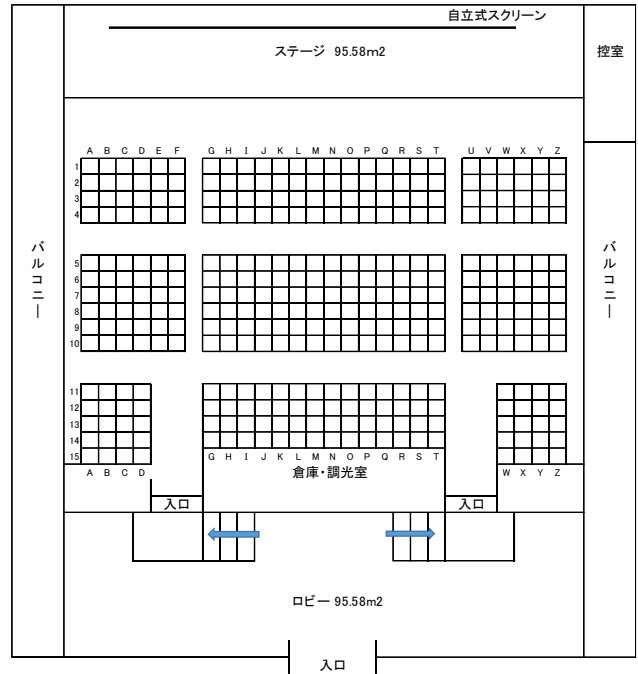 自立式スクリーン
ステージ 95.58m2
控室
A B C D E F G H I J K L M N O P Q R S T U V W X Y Z
1
2
3
4
バルコニー
バルコニー
5
6
7
8
9
10
11
12
13
14
15
G H I J K L M N O P Q R S T
A B C D
倉庫・調光室
W X Y Z
入口
入口
ロビー 95.58m2
入口